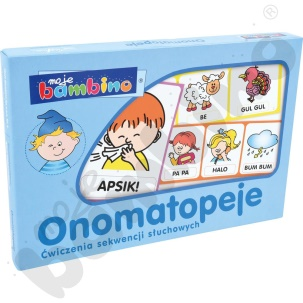 moje
bambino
BE
GUL GUL
APSIK!
PA PA
HALO
BUM BUM
Onomatopeje
Ćwiczenia sekwencji słuchowych